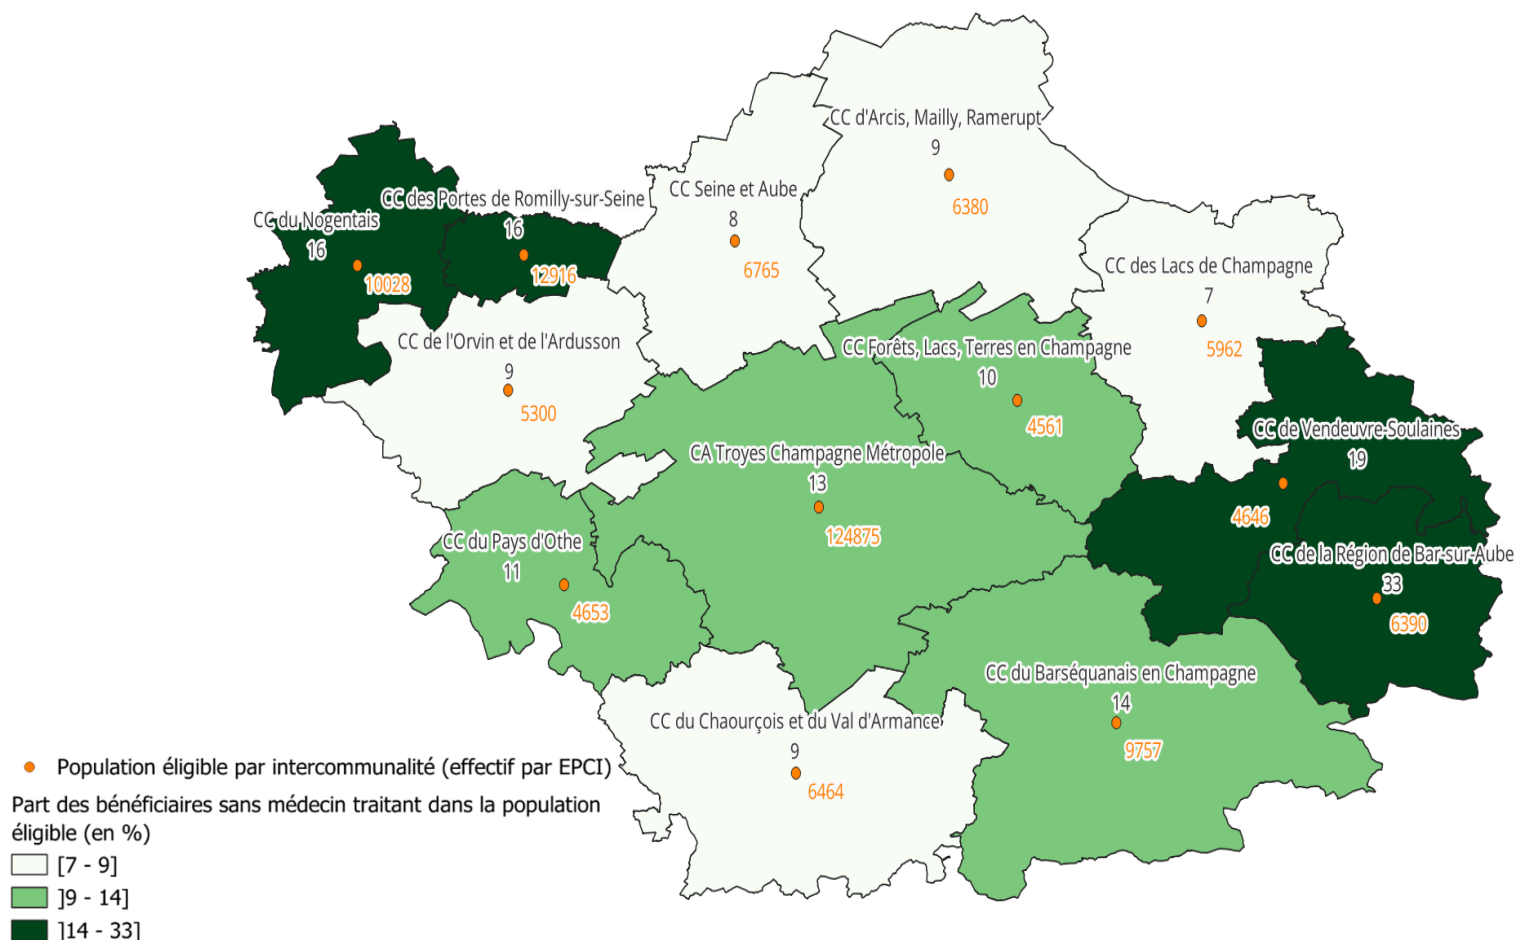 CC d'Arcis, Mailly, Ramerupt
9
6380
CC des Portes de Romilly-sur-Seine
16
12916
CC Seine et Aube
8
6765
CC du Nogentais
16
10028
CC des Lacs de Champagne
7
5962
CC de l'Orvin et de l'Ardusson
9
5300
CC Forêts, Lacs, Terres en Champagne
10
4561
CC de Vendeuvre-Soulaines
19
4646
CA Troyes Champagne Métropole
13
124875
CC du Pays d'Othe
11
4653
CC de la Région de Bar-sur-Aube
33
6390
CC du Barséquanais en Champagne
14
9757
CC du Chaourçois et du Val d'Armance
9
6464
Population éligible par intercommunalité (effectif par EPCI)
Part des bénéficiaires sans médecin traitant dans la population
éligible (en %)
[7 - 9]
]9 - 14]
]14 - 33]